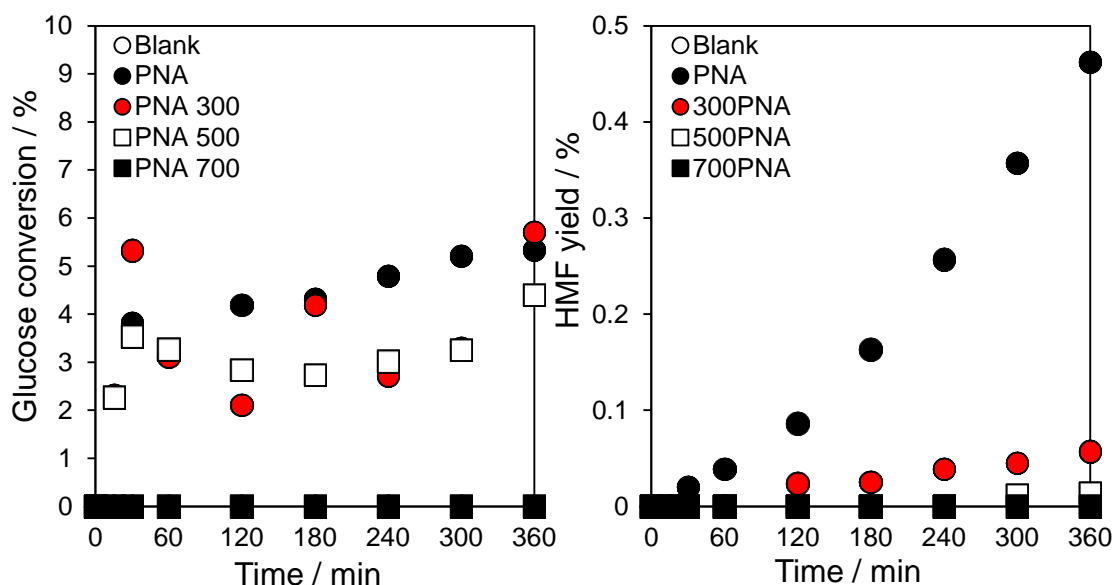 Glucose conversion / %
10
9
8
7
6
5
4
3
2
1
0
Blank
PNA
PNA 300
PNA 500
PNA 700
0 60 120 180 240 300 360
Time / min
HMF yield / %
0.5
0.4
0.3
0.2
0.1
0
Blank
PNA
300PNA
500PNA
700PNA
0 60 120 180 240 300 360
Time / min